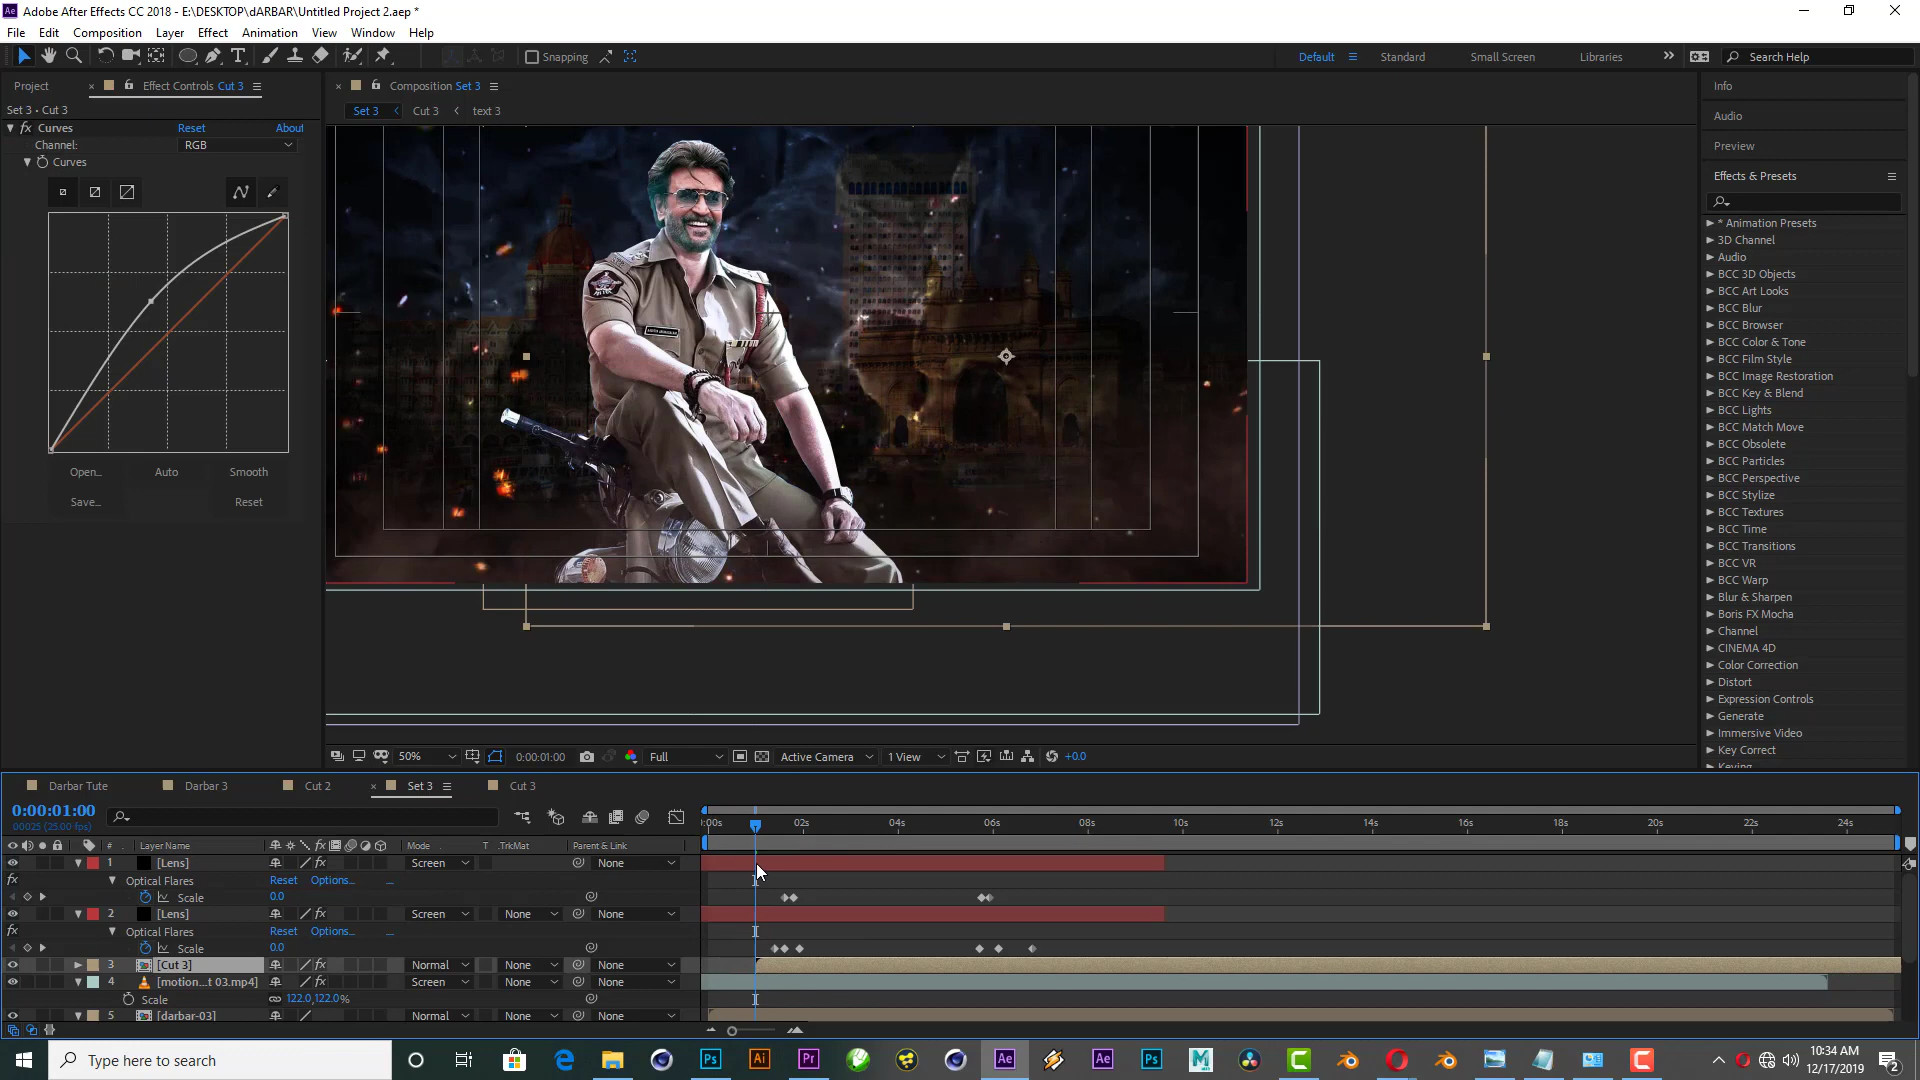 Adobe After Effects CC 2018 - E:\DESKTOP\dARBAR\Untitled Project 2.aep *
File Edit Composition Layer Effect Animation View Window Help
Snapping
Default Standard Small Screen Libraries
Search Help
Project
Effect Controls Cut 3
Set 3 • Cut 3
Curves Reset About
Channel: RGB
Curves
Open... Auto Smooth
Save... Reset
Composition Set 3
Set 3 Cut 3 text 3
50% 0:00:01:00 Full Active Camera 1 View +0.0
Info
Audio
Preview
Effects & Presets
* Animation Presets
3D Channel
Audio
BCC 3D Objects
BCC Art Looks
BCC Blur
BCC Browser
BCC Color & Tone
BCC Film Style
BCC Image Restoration
BCC Key & Blend
BCC Lights
BCC Match Move
BCC Obsolete
BCC Particles
BCC Perspective
BCC Stylize
BCC Textures
BCC Time
BCC Transitions
BCC VR
BCC Warp
Blur & Sharpen
Boris FX Mocha
Channel
CINEMA 4D
Color Correction
Distort
Expression Controls
Generate
Immersive Video
Key Correct
Keying
Darbar Tute Darbar 3 Cut 2 Set 3 Cut 3
0:00:01:00
00025 (25.00 fps)
:00s 02s 04s 06s 08s 10s 12s 14s 16s 18s 20s 22s 24s
# Layer Name Mode T .TrkMat Parent & Link
1 [Lens] Screen None
Optical Flares Reset Options...
Scale 0.0
2 [Lens] Screen None None
Optical Flares Reset Options...
Scale 0.0
3 [Cut 3] Normal None None
4 [motion...t 03.mp4] Screen None None
Scale 122.0,122.0%
5 [darbar-03] Normal None None
Type here to search
10:34 AM
12/17/2019
2